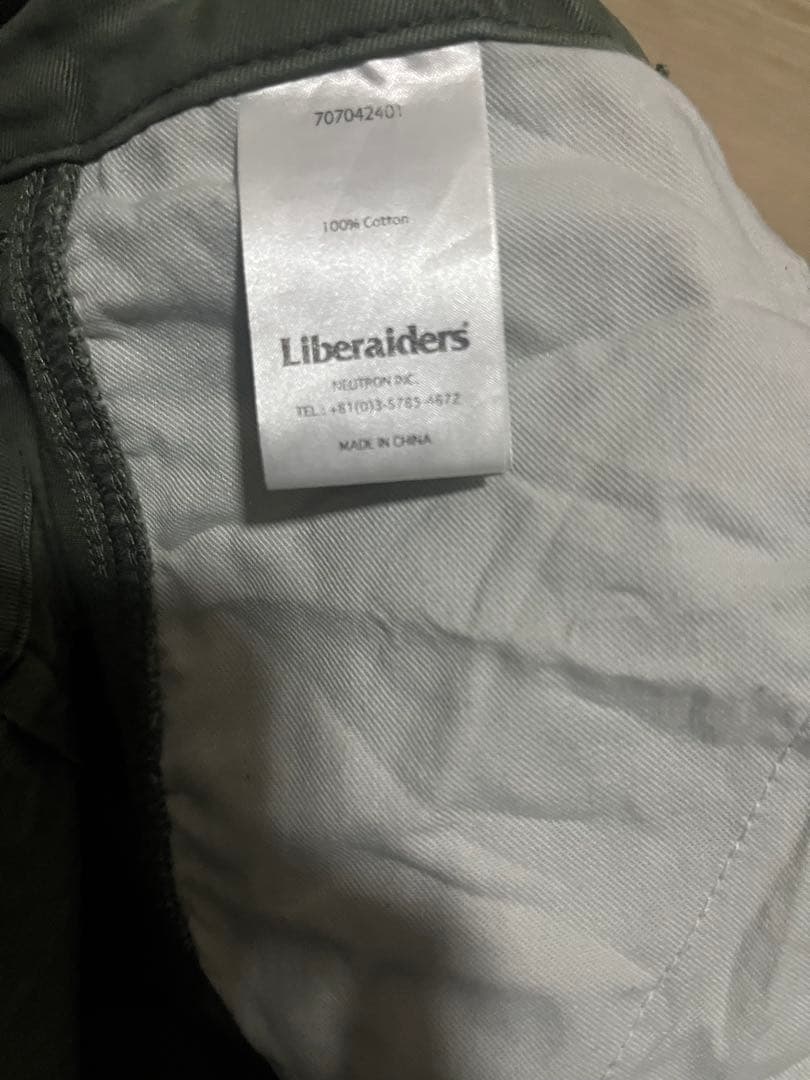 707042401
100% Cotton
Liberaiders
NEUTRON INC.
TEL : +81(0)3-5785-4672
MADE IN CHINA